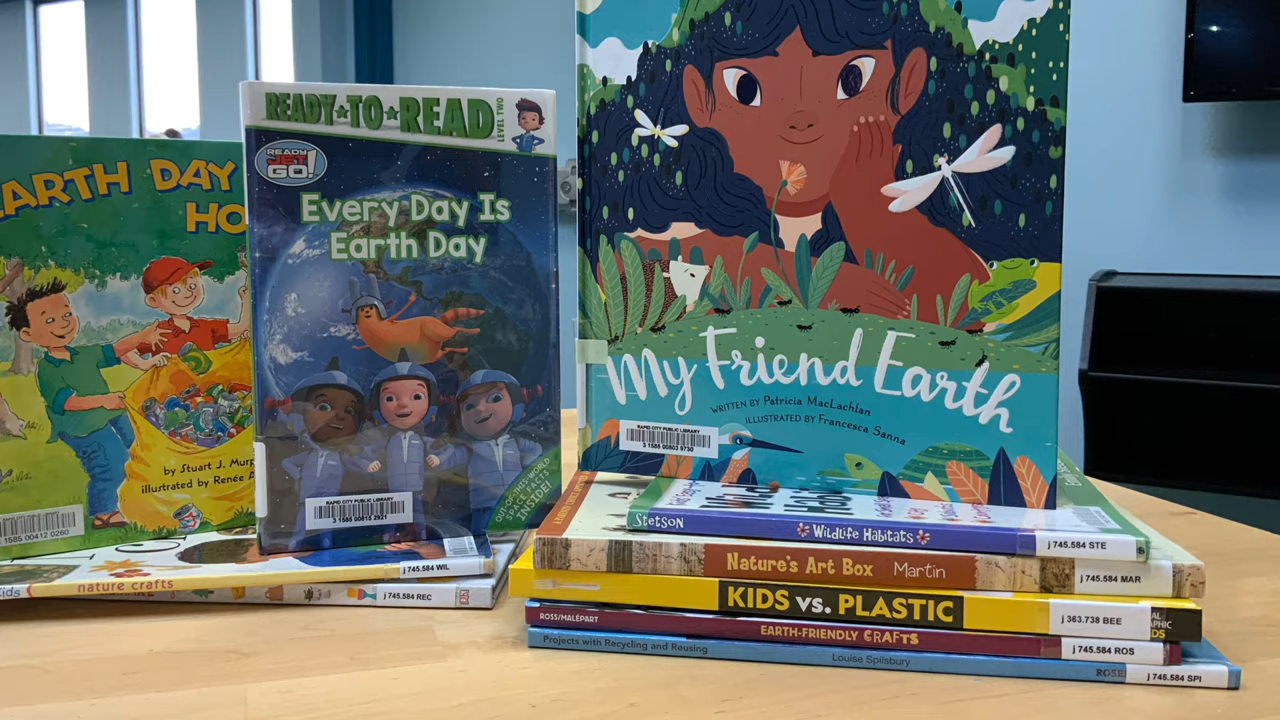 EARTH DAY
HO
by Stuart J. Murp
illustrated by Renée A
1585 00412 0260
READY★TO★READ
LEVEL TWO
READY
JET
GO!
Every Day Is
Earth Day
RAPID CITY PUBLIC LIBRARY
3 1585 00815 2921
OUT-OF-THIS-WORLD
SPACE FACTS
INSIDE!
My Friend Earth
WRITTEN BY Patricia MacLachlan
ILLUSTRATED BY Francesca Sanna
RAPID CITY PUBLIC LIBRARY
3 1585 00803 9730
Kids
nature crafts
j 745.584 WIL
j 745.584 REC
Stetson
Wildlife Habitats
j 745.584 STE
Nature's Art Box Martin
j 745.584 MAR
KIDS vs. PLASTIC
j 363.738 BEE
ROSS/MALÉPART
EARTH-FRIENDLY CRAFTS
j 745.584 ROS
Projects with Recycling and Reusing
Louise Spilsbury
ROSE
j 745.584 SPI